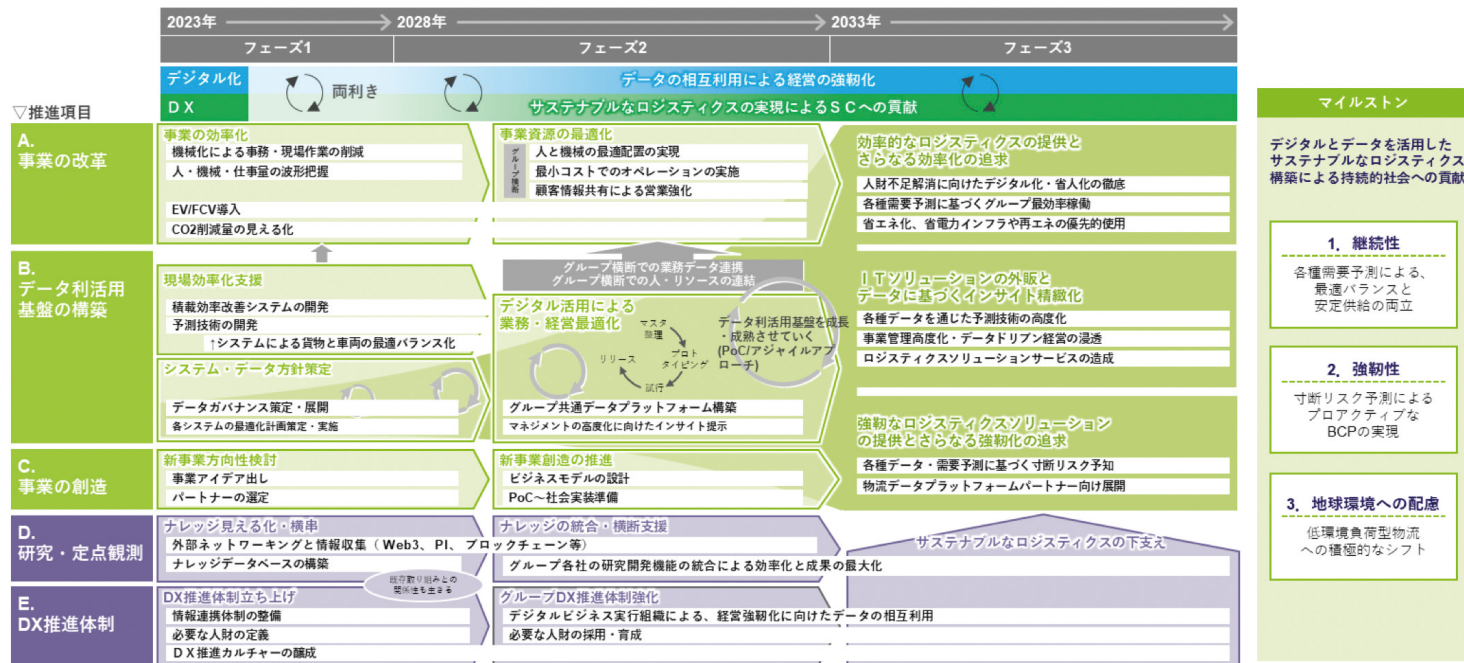 2023年
2028年
2033年
フェーズ1
フェーズ2
フェーズ3
デジタル化
両利き
データの相互利用による経営の強靭化
DX
サステナブルなロジスティクスの実現によるSCへの貢献
▽推進項目
A.
事業の改革
事業の効率化
機械化による事務・現場作業の削減
人・機械・仕事量の波形把握
EV/FCV導入
CO2削減量の見える化
事業資源の最適化
グループ横断
人と機械の最適配置の実現
最小コストでのオペレーションの実施
顧客情報共有による営業強化
効率的なロジスティクスの提供と
さらなる効率化の追求
人財不足解消に向けたデジタル化・省人化の徹底
各種需要予測に基づくグループ最効率稼働
省エネ化、省電力インフラや再エネの優先的使用
B.
データ利活用
基盤の構築
現場効率化支援
積載効率改善システムの開発
予測技術の開発
↑システムによる貨物と車両の最適バランス化
システム・データ方針策定
データガバナンス策定・展開
各システムの最適化計画策定・実施
グループ横断での業務データ連携
グループ横断での人・リソースの連結
デジタル活用による
業務・経営最適化
マスタ
整理
プロト
タイピング
試行
リリース
データ利活用基盤を成長
・成熟させていく
(PoC/アジャイルアプ
ローチ)
グループ共通データプラットフォーム構築
マネジメントの高度化に向けたインサイト提示
ITソリューションの外販と
データに基づくインサイト精緻化
各種データを通じた予測技術の高度化
事業管理高度化・データドリブン経営の浸透
ロジスティクスソリューションサービスの造成
強靭なロジスティクスソリューション
の提供とさらなる強靭化の追求
各種データ・需要予測に基づく寸断リスク予知
物流データプラットフォームパートナー向け展開
C.
事業の創造
新事業方向性検討
事業アイデア出し
パートナーの選定
新事業創造の推進
ビジネスモデルの設計
PoC～社会実装準備
D.
研究・定点観測
ナレッジ見える化・横串
外部ネットワーキングと情報収集（Web3、PI、ブロックチェーン等）
ナレッジデータベースの構築
既存取り組みとの
関係性も生きる
ナレッジの統合・横断支援
グループ各社の研究開発機能の統合による効率化と成果の最大化
サステナブルなロジスティクスの下支え
E.
DX推進体制
DX推進体制立ち上げ
情報連携体制の整備
必要な人財の定義
DX推進カルチャーの醸成
グループDX推進体制強化
デジタルビジネス実行組織による、経営強靭化に向けたデータの相互利用
必要な人財の採用・育成
マイルストン
デジタルとデータを活用した
サステナブルなロジスティクス
構築による持続的社会への貢献
1．継続性
各種需要予測による、
最適バランスと
安定供給の両立
2．強靭性
寸断リスク予測による
プロアクティブな
BCPの実現
3．地球環境への配慮
低環境負荷型物流
への積極的なシフト